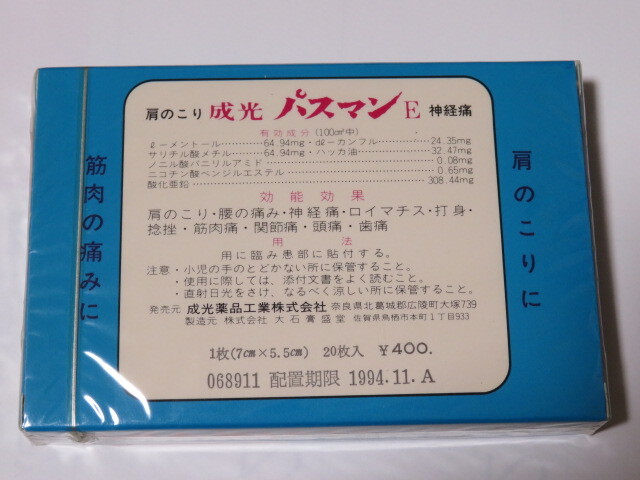 肩のこり 成光 パスマンE 神経痛
有効成分(100㎠中)
ℓーメントール……64.94mg・dℓーカンフル……24.35mg
サリチル酸メチル……64.94mg・ハッカ油……32.47mg
ノニル酸バニリルアミド……0.08mg
ニコチン酸ベンジルエステル……0.65mg
酸化亜鉛……308.44mg
効能効果
肩のこり・腰の痛み・神経痛・ロイマチス・打身・
捻挫・筋肉痛・関節痛・頭痛・歯痛
用法
用に臨み患部に貼付する。
注意・小児の手のとどかない所に保管すること。
・使用に際しては、添付文書をよく読むこと。
・直射日光をさけ、なるべく涼しい所に保管すること。
発売元 成光薬品工業株式会社 奈良県北葛城郡広陵町大塚739
製造元 株式会社 大石膏盛堂 佐賀県鳥栖市本町1丁目933
1枚(7cm×5.5cm) 20枚入 ¥400.
068911 配置期限 1994.11.A
肩のこりに
筋肉の痛みに